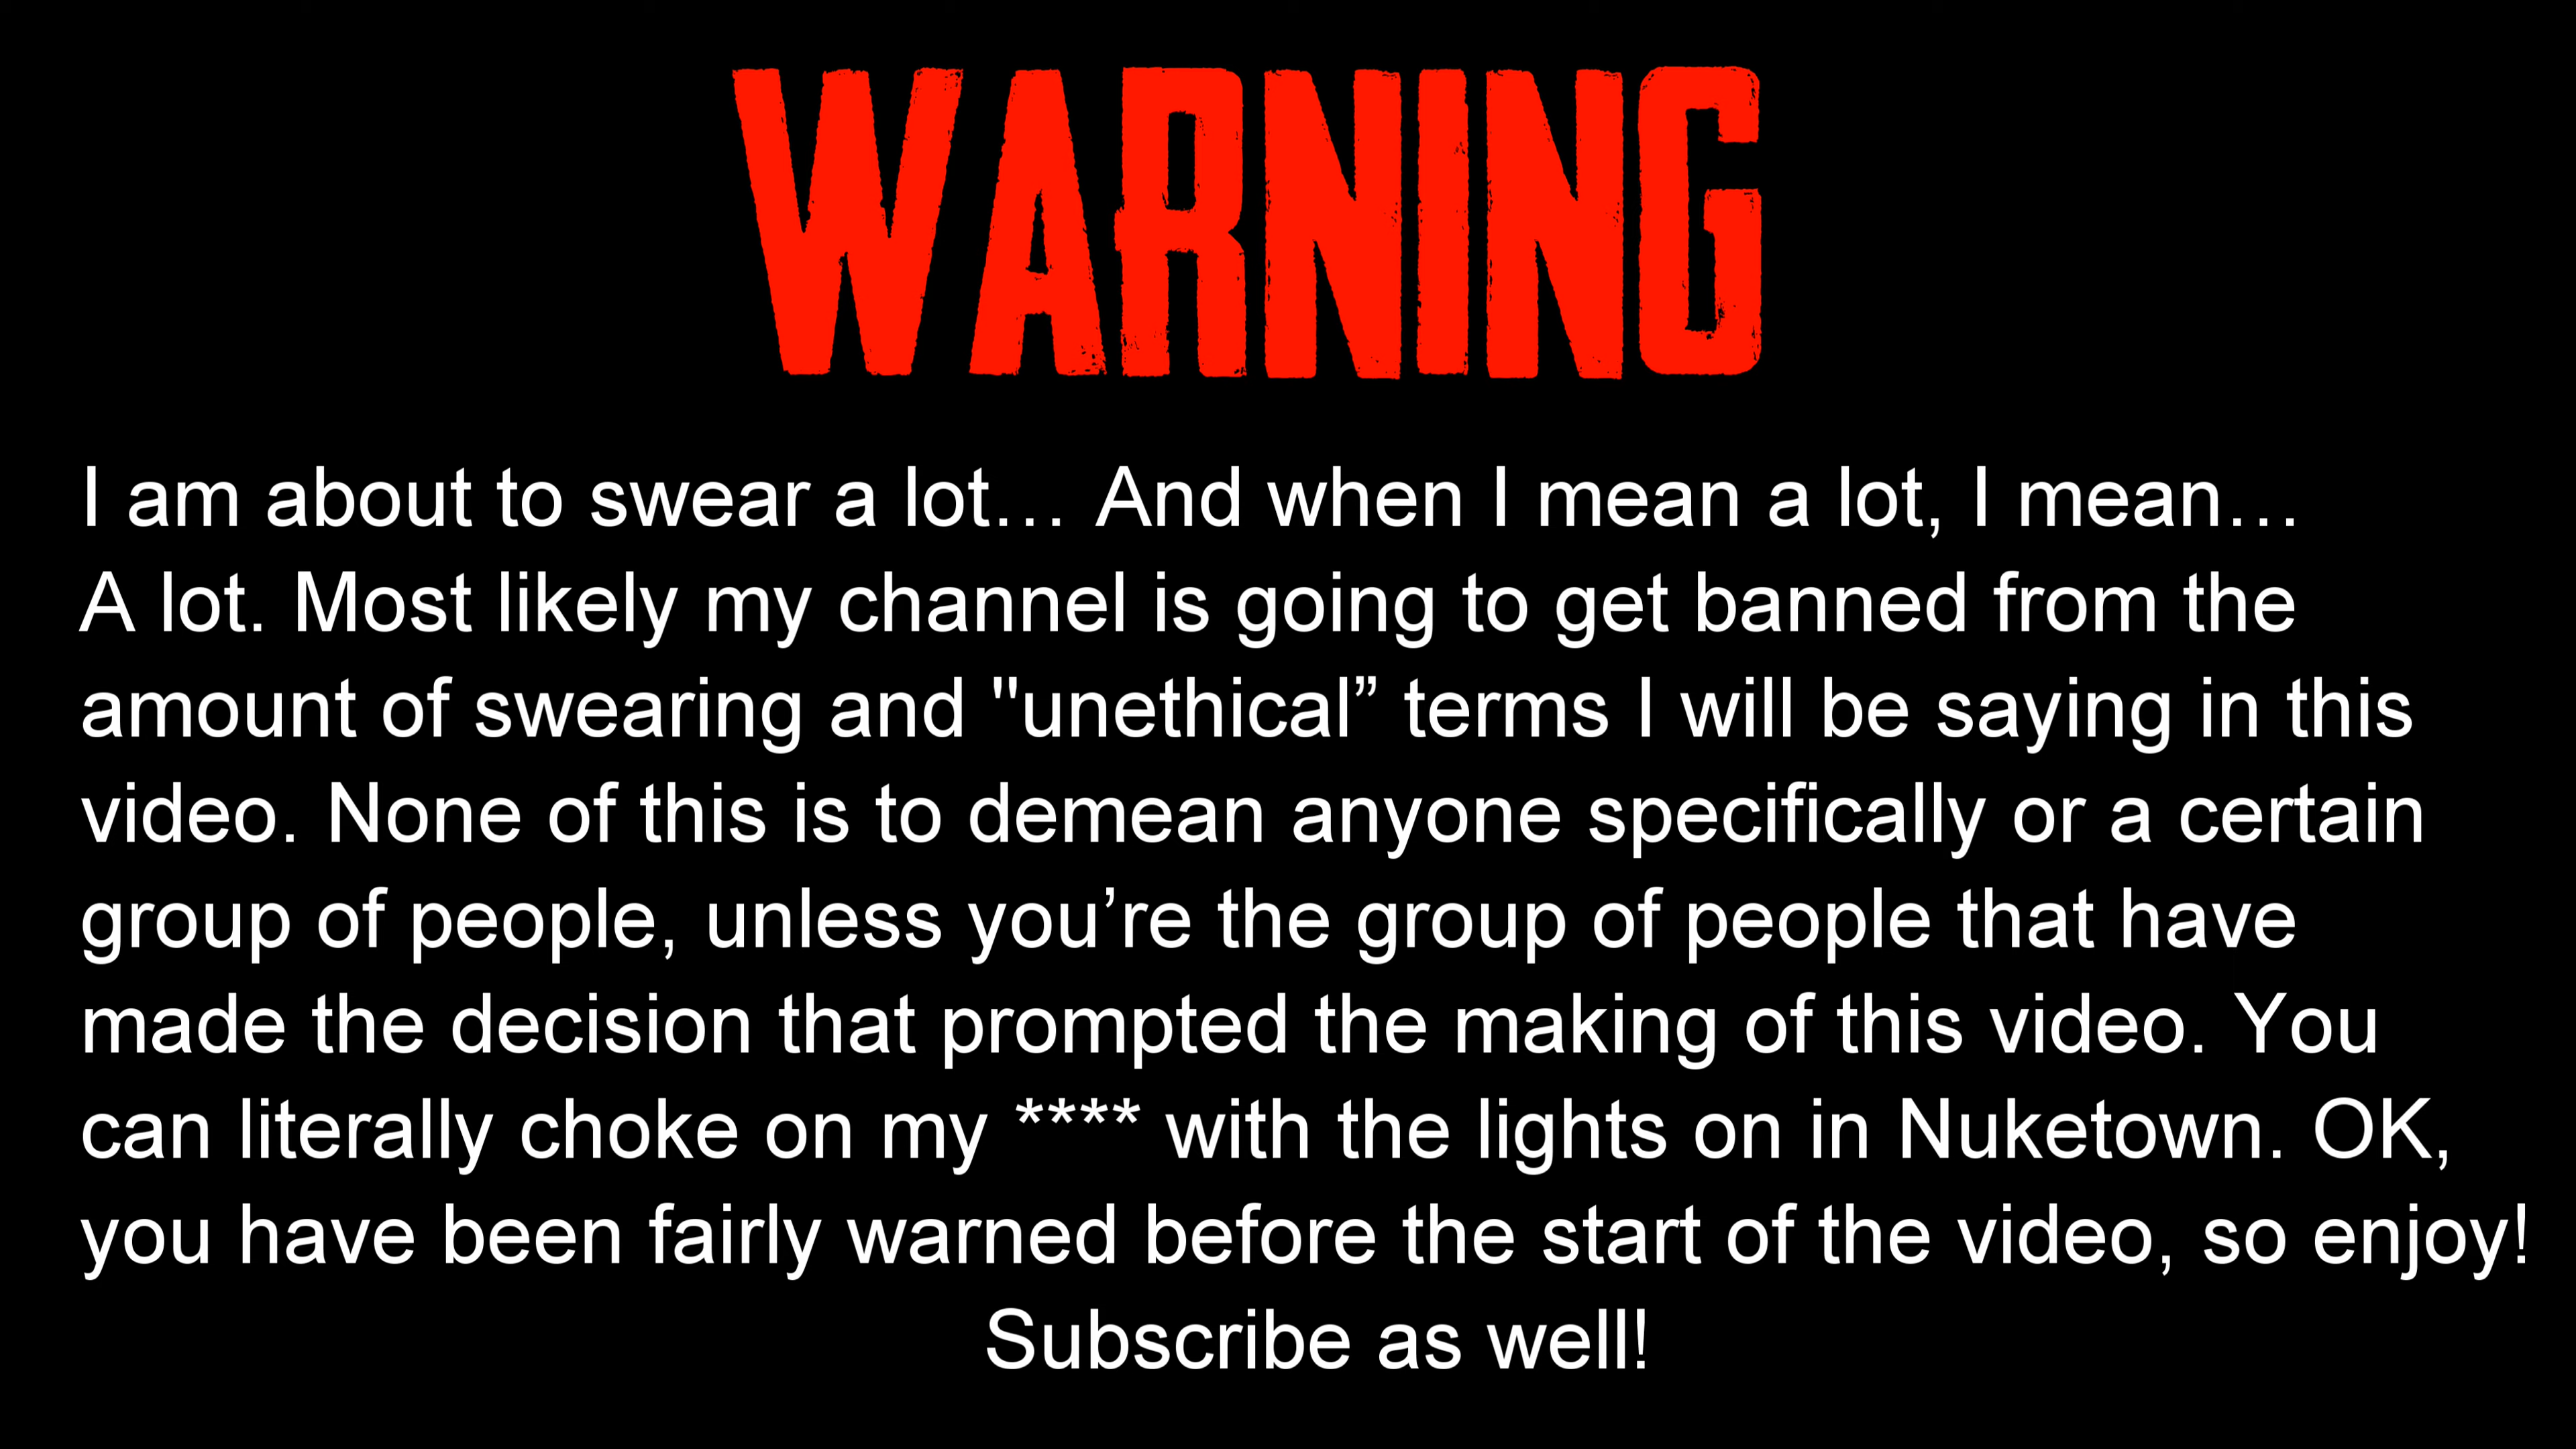 WARNING
I am about to swear a lot… And when I mean a lot, I mean…
A lot. Most likely my channel is going to get banned from the
amount of swearing and "unethical” terms I will be saying in this
video. None of this is to demean anyone specifically or a certain
group of people, unless you’re the group of people that have
made the decision that prompted the making of this video. You
can literally choke on my **** with the lights on in Nuketown. OK,
you have been fairly warned before the start of the video, so enjoy!
Subscribe as well!